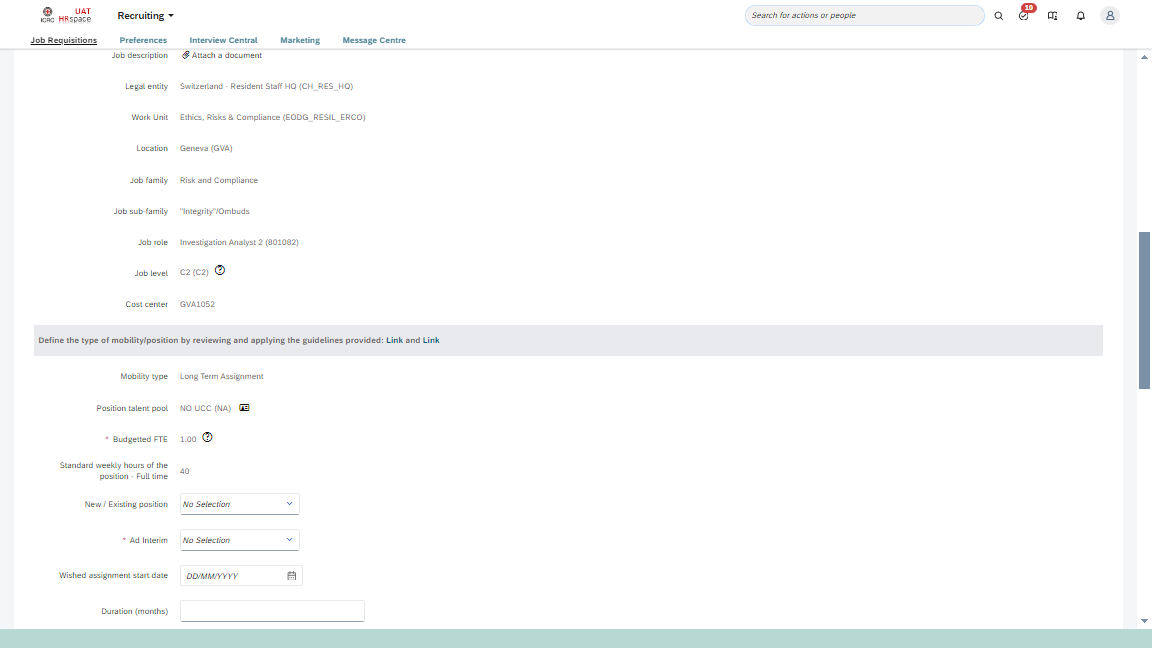 ICRC
UAT
HRspace
Recruiting
Search for actions or people
10
Job Requisitions
Preferences
Interview Central
Marketing
Message Centre
Job description
Attach a document
Legal entity
Switzerland - Resident Staff HQ (CH_RES_HQ)
Work Unit
Ethics, Risks & Compliance (EODG_RESIL_ERCO)
Location
Geneva (GVA)
Job family
Risk and Compliance
Job sub-family
"Integrity"/Ombuds
Job role
Investigation Analyst 2 (801082)
Job level
C2 (C2)
Cost center
GVA1052
Define the type of mobility/position by reviewing and applying the guidelines provided: Link and Link
Mobility type
Long Term Assignment
Position talent pool
NO UCC (NA)
* Budgetted FTE
1.00
Standard weekly hours of the
position - Full time
40
New / Existing position
No Selection
* Ad Interim
No Selection
Wished assignment start date
DD/MM/YYYY
Duration (months)